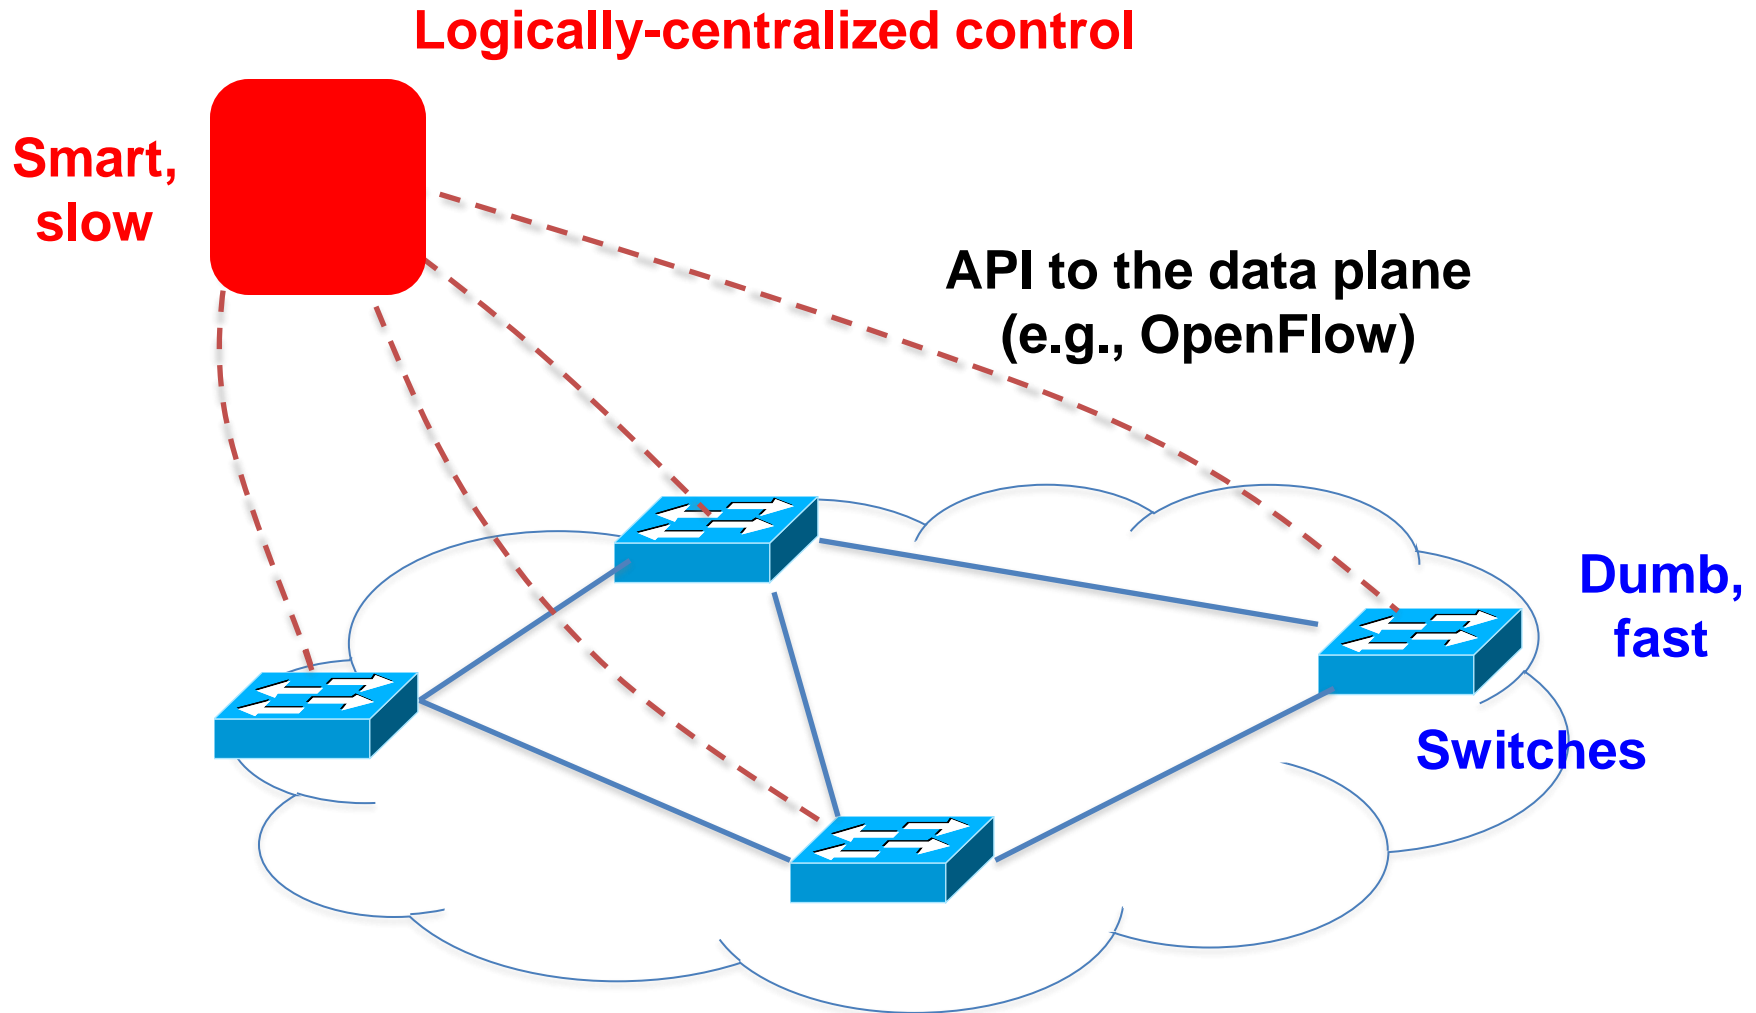 Logically-centralized control
Smart,
slow
API to the data plane
(e.g., OpenFlow)
Dumb,
fast
Switches